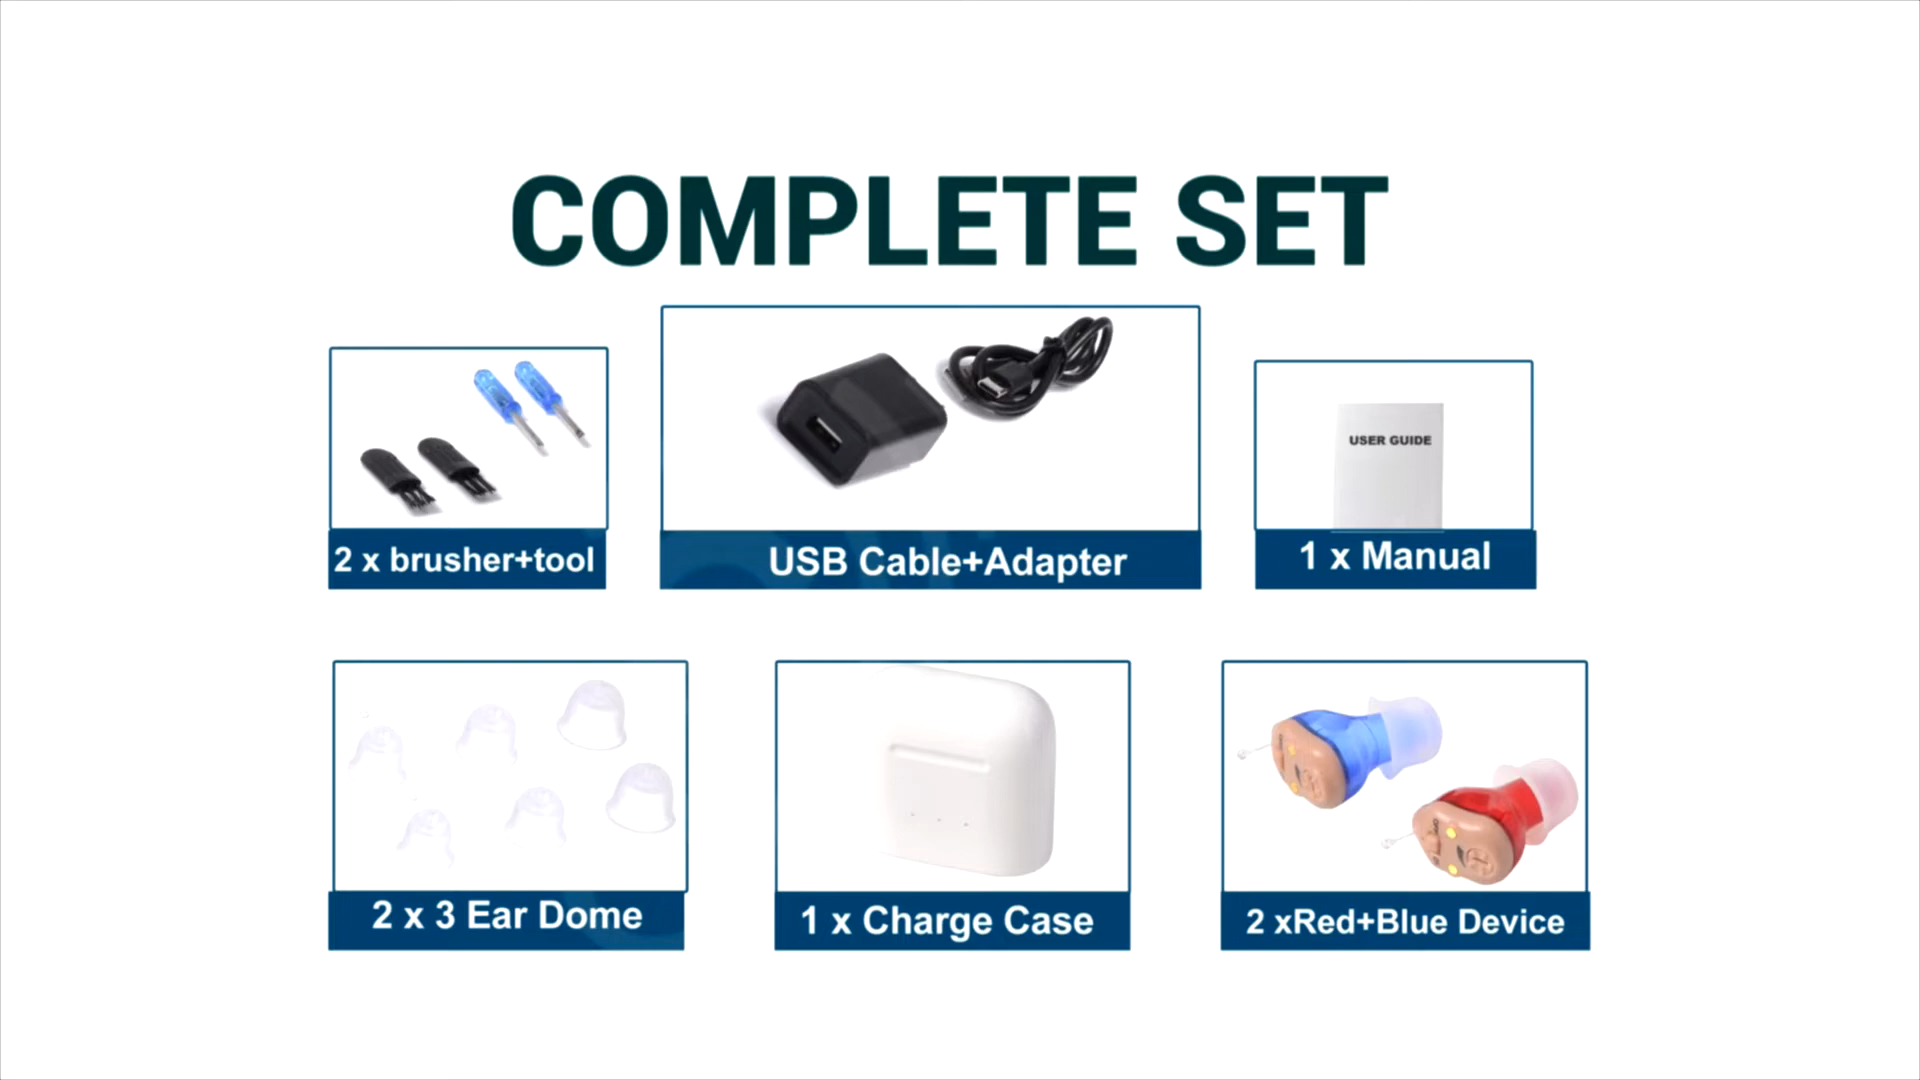 COMPLETE SET
USER GUIDE
2 x brusher+tool
USB Cable+Adapter
1 x Manual
2 x 3 Ear Dome
1 x Charge Case
2 xRed+Blue Device